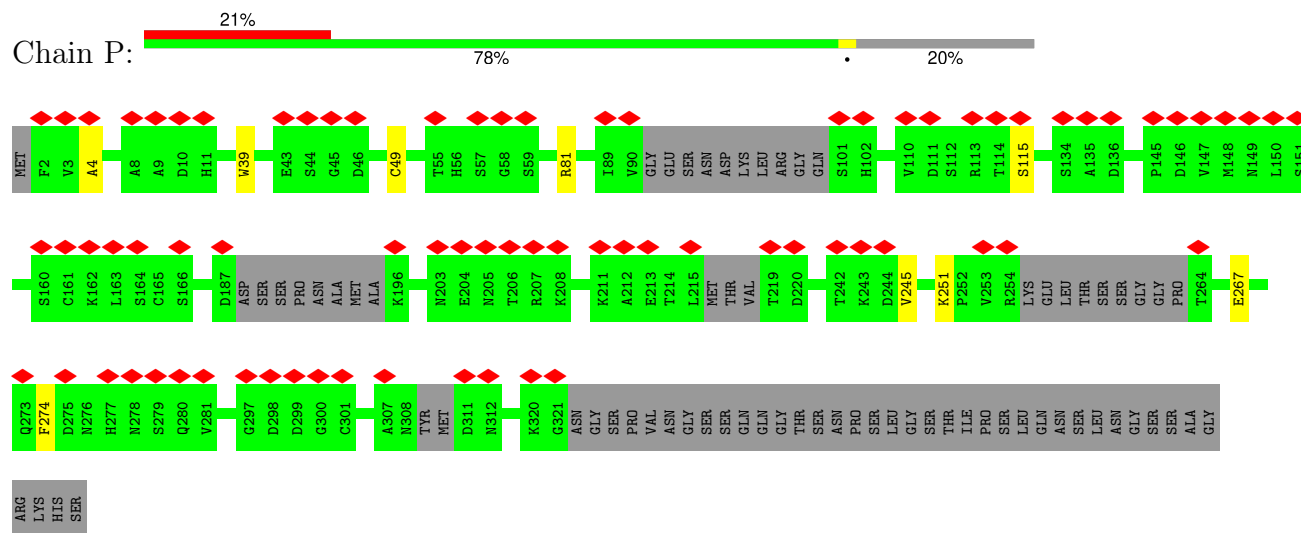 21%
Chain P:
78% • 20%
MET F2 V3 A4 A8 A9 D10 H11 W39 E43 S44 G45 D46 C49 T55 H56 S57 G58 S59 R81 I89 V90 GLY GLU SER ASN ASP LYS LEU ARG GLY GLN S101 H102 V110 D111 S112 R113 T114 S115 S134 A135 D136 P145 D146 V147 M148 N149 L150 S151
S160 C161 K162 L163 S164 C165 S166 D187 ASP SER SER PRO ASN ALA MET ALA K196 N203 E204 N205 T206 R207 K208 K211 A212 E213 T214 L215 MET THR VAL T219 D220 T242 K243 D244 V245 K251 P252 V253 R254 LYS GLU LEU THR SER SER GLY GLY PRO T264 E267
Q273 F274 D275 N276 H277 N278 S279 Q280 V281 G297 D298 D299 G300 C301 A307 N308 TYR MET D311 N312 K320 G321 ASN GLY SER PRO VAL ASN GLY SER SER GLN GLN GLY THR SER ASN PRO SER LEU GLY SER THR ILE PRO SER LEU GLN ASN SER LEU ASN GLY SER SER ALA GLY
ARG LYS HIS SER